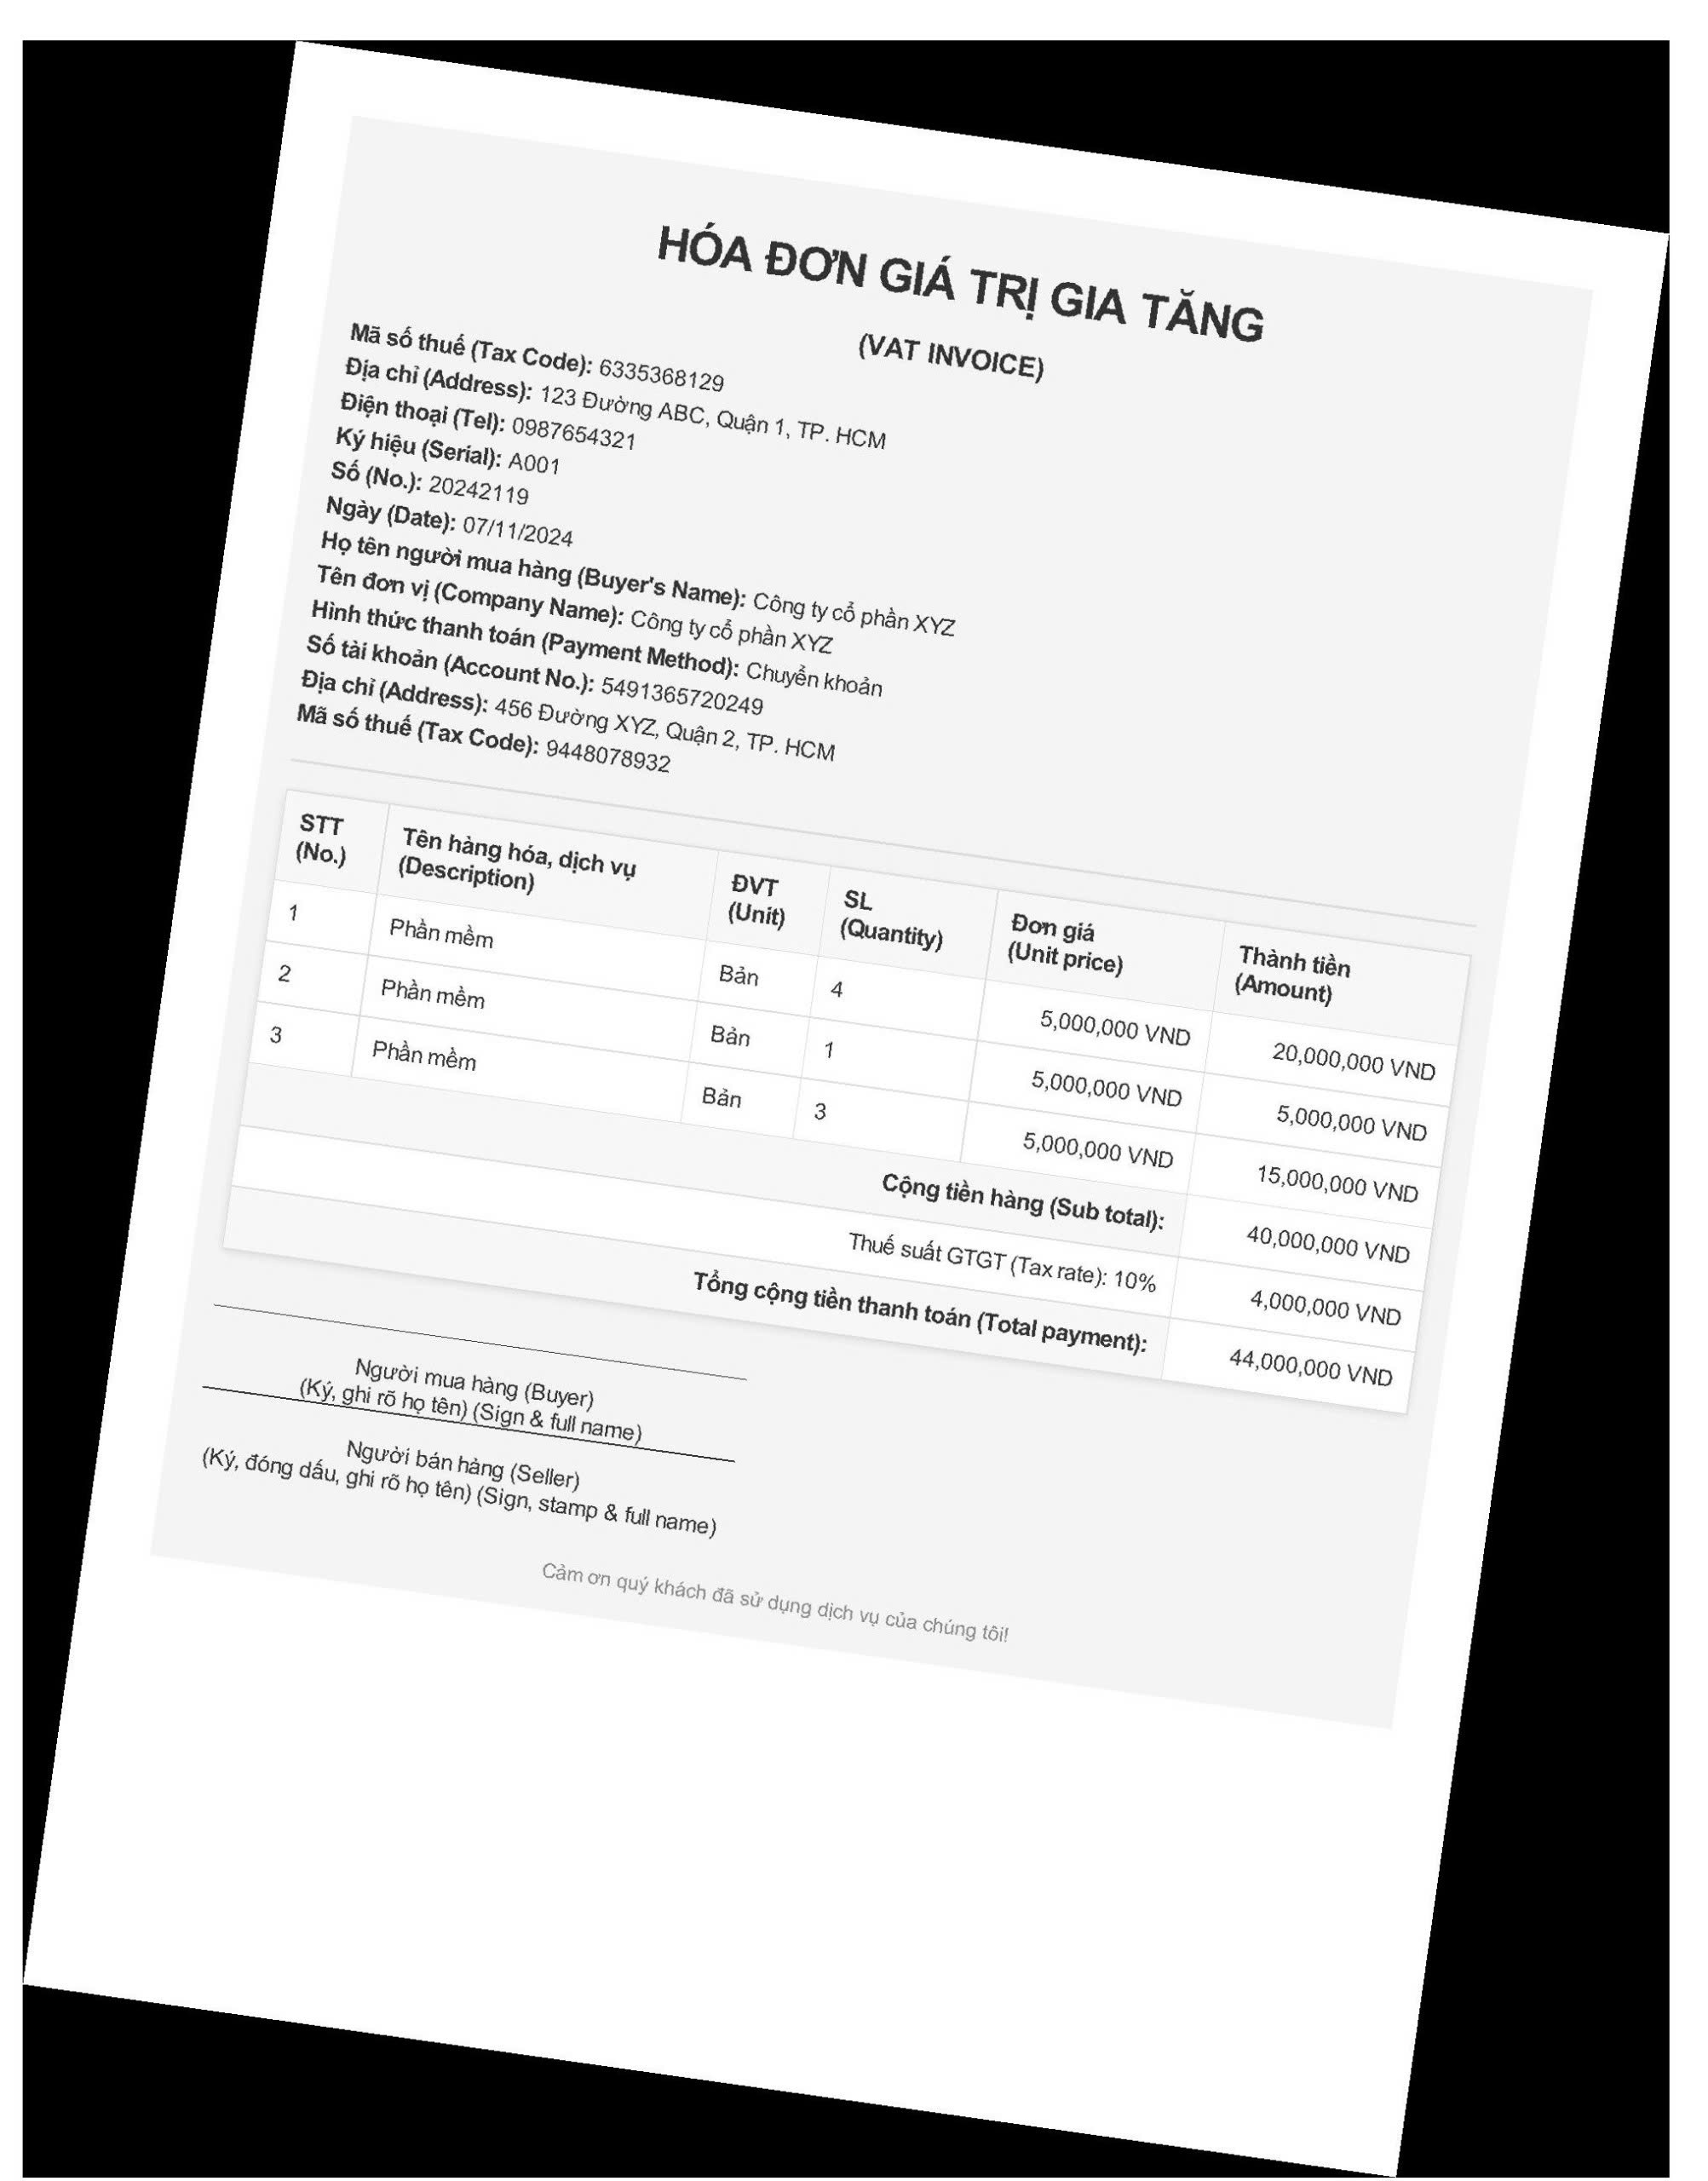 HÓA ĐƠN GIÁ TRỊ GIA TĂNG
(VAT INVOICE)
Mã số thuế (Tax Code): 6335368129
Địa chỉ (Address): 123 Đường ABC, Quận 1, TP. HCM
Điện thoại (Tel): 0987654321
Ký hiệu (Serial): A001
Số (No.): 20242119
Ngày (Date): 07/11/2024
Họ tên người mua hàng (Buyer's Name): Công ty cổ phần XYZ
Tên đơn vị (Company Name): Công ty cổ phần XYZ
Hình thức thanh toán (Payment Method): Chuyển khoản
Số tài khoản (Account No.): 5491365720249
Địa chỉ (Address): 456 Đường XYZ, Quận 2, TP. HCM
Mã số thuế (Tax Code): 9448078932
STT (No.) Tên hàng hóa, dịch vụ (Description) ĐVT (Unit) SL (Quantity) Đơn giá (Unit price) Thành tiền (Amount)
1 Phần mềm Bản 4 5,000,000 VND 20,000,000 VND
2 Phần mềm Bản 1 5,000,000 VND 5,000,000 VND
3 Phần mềm Bản 3 5,000,000 VND 15,000,000 VND
Cộng tiền hàng (Sub total): 40,000,000 VND
Thuế suất GTGT (Tax rate): 10% 4,000,000 VND
Tổng cộng tiền thanh toán (Total payment): 44,000,000 VND
Người mua hàng (Buyer)
(Ký, ghi rõ họ tên) (Sign & full name)
Người bán hàng (Seller)
(Ký, đóng dấu, ghi rõ họ tên) (Sign, stamp & full name)
Cảm ơn quý khách đã sử dụng dịch vụ của chúng tôi!